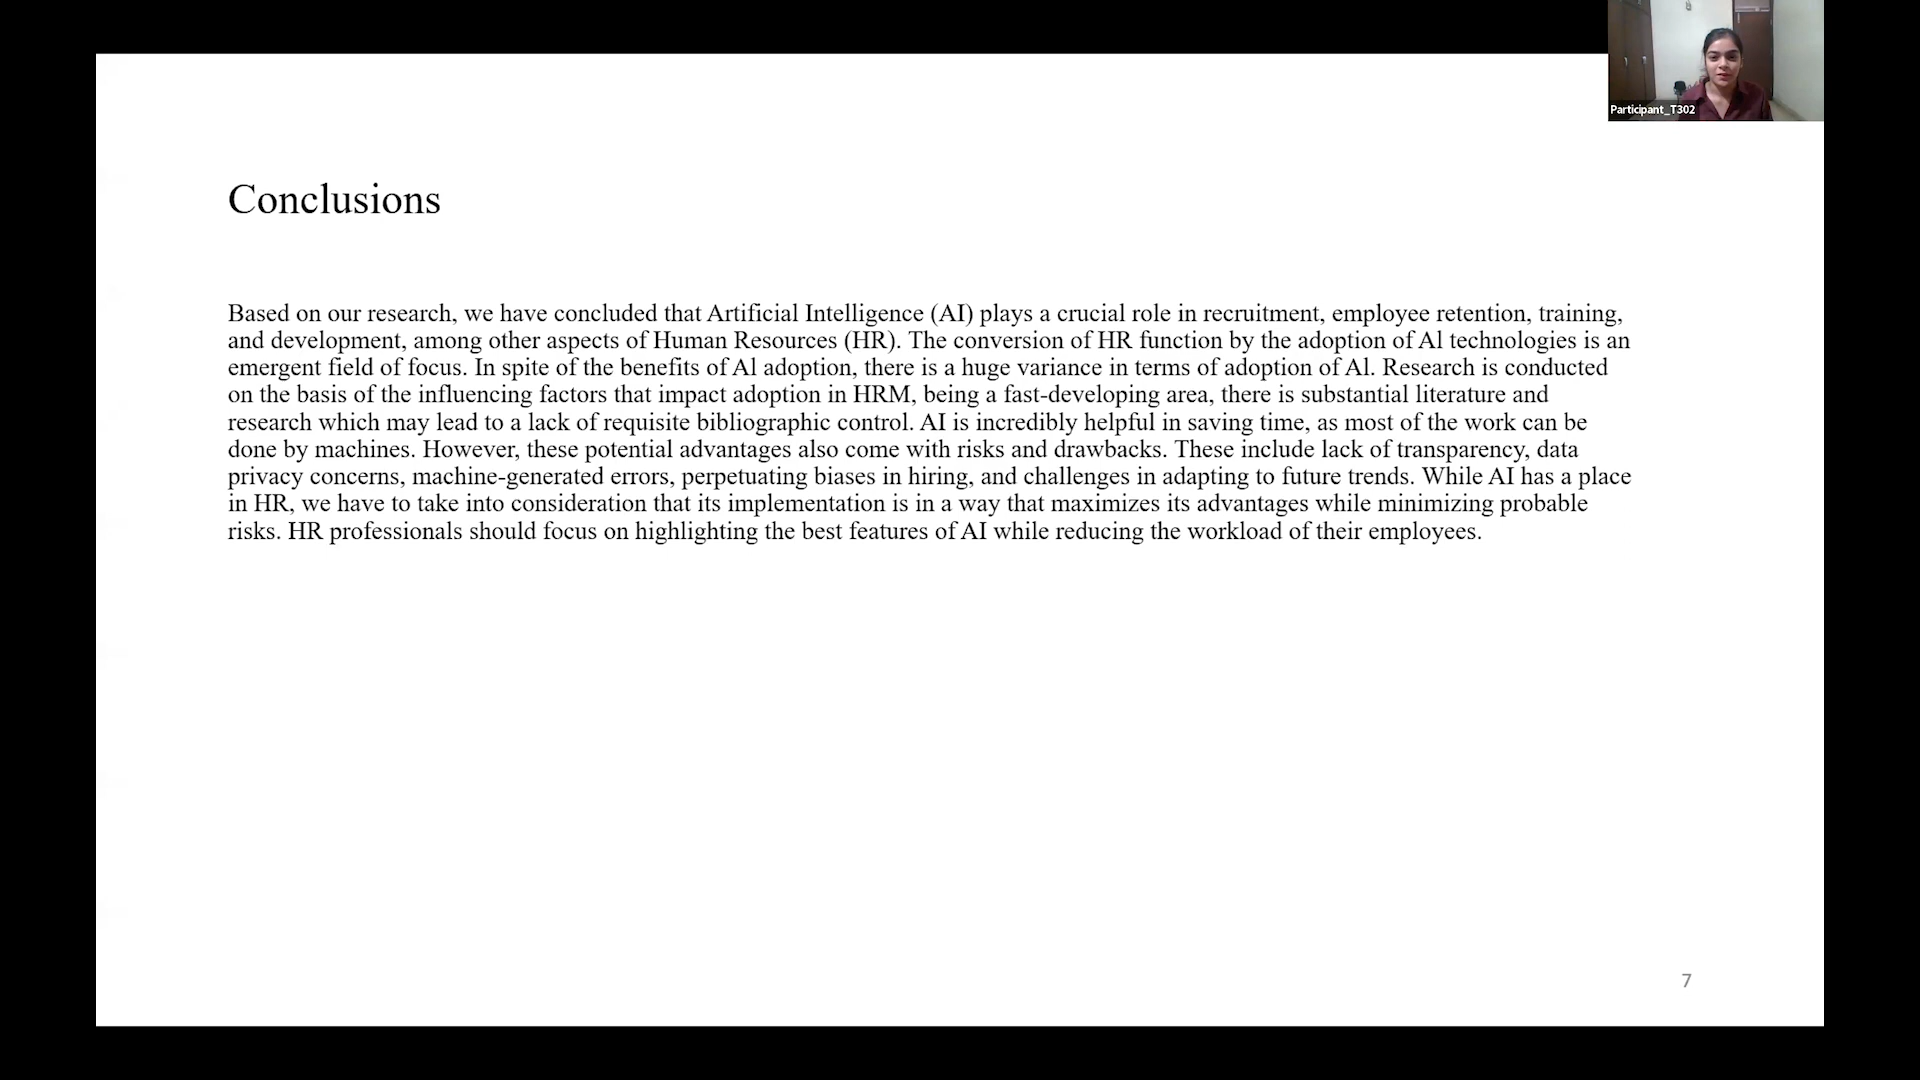 Participant_T302
Conclusions
Based on our research, we have concluded that Artificial Intelligence (AI) plays a crucial role in recruitment, employee retention, training,
and development, among other aspects of Human Resources (HR). The conversion of HR function by the adoption of Al technologies is an
emergent field of focus. In spite of the benefits of Al adoption, there is a huge variance in terms of adoption of Al. Research is conducted
on the basis of the influencing factors that impact adoption in HRM, being a fast-developing area, there is substantial literature and
research which may lead to a lack of requisite bibliographic control. AI is incredibly helpful in saving time, as most of the work can be
done by machines. However, these potential advantages also come with risks and drawbacks. These include lack of transparency, data
privacy concerns, machine-generated errors, perpetuating biases in hiring, and challenges in adapting to future trends. While AI has a place
in HR, we have to take into consideration that its implementation is in a way that maximizes its advantages while minimizing probable
risks. HR professionals should focus on highlighting the best features of AI while reducing the workload of their employees.
7